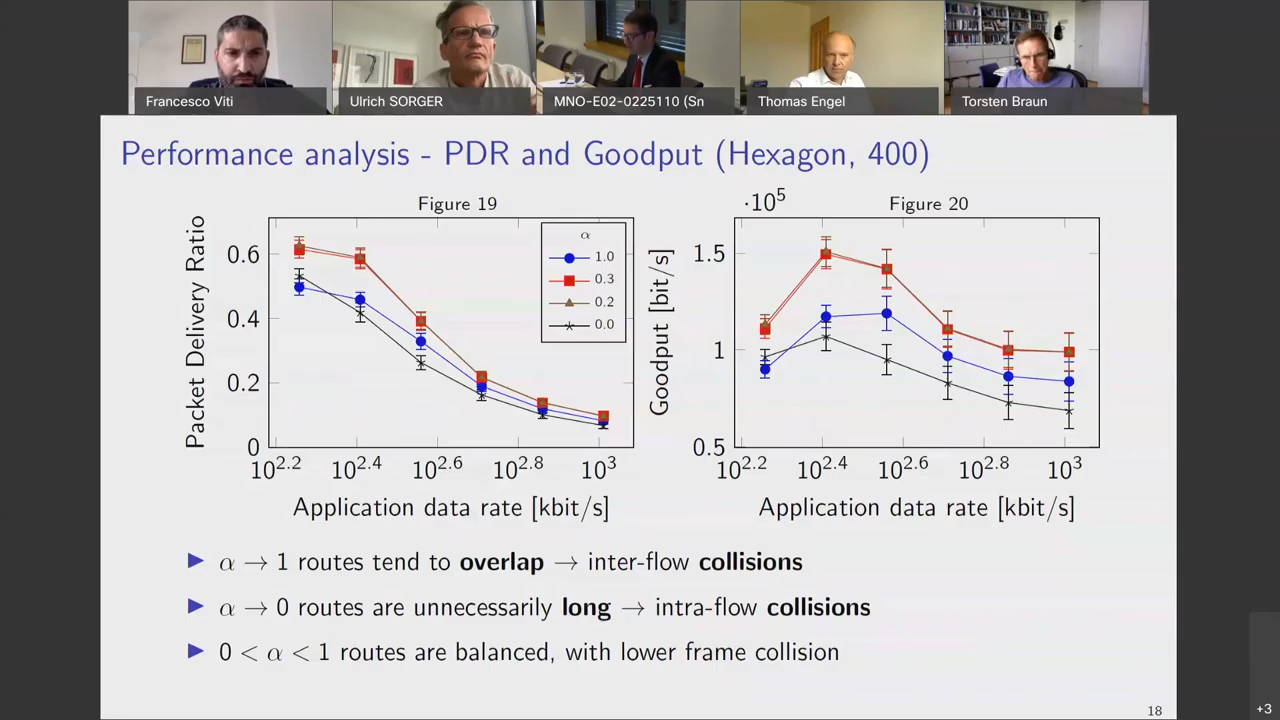 Francesco Viti
Ulrich SORGER
MNO-E02-0225110 (Sn
Thomas Engel
Torsten Braun
Performance analysis - PDR and Goodput (Hexagon, 400)
Figure 19
Packet Delivery Ratio
0.6
0.4
0.2
0
α
1.0
0.3
0.2
0.0
10^2.2 10^2.4 10^2.6 10^2.8 10^3
Application data rate [kbit/s]
·10^5
Figure 20
Goodput [bit/s]
1.5
1
0.5
10^2.2 10^2.4 10^2.6 10^2.8 10^3
Application data rate [kbit/s]
▶ α → 1 routes tend to overlap → inter-flow collisions
▶ α → 0 routes are unnecessarily long → intra-flow collisions
▶ 0 < α < 1 routes are balanced, with lower frame collision
18
+3